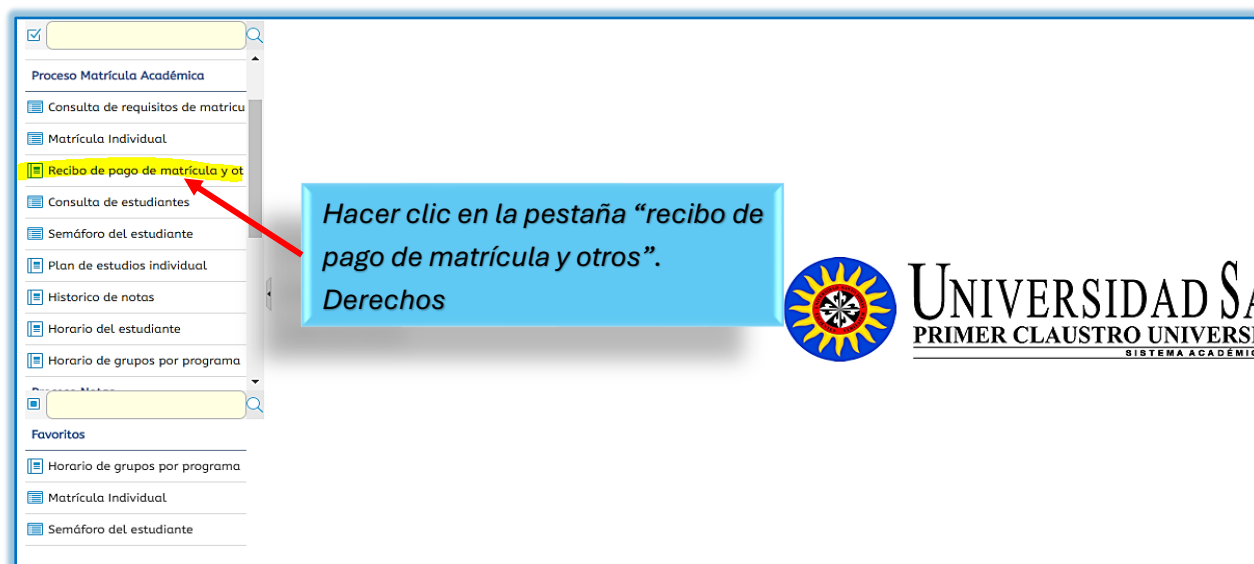 Proceso Matrícula Académica
Consulta de requisitos de matricu
Matrícula Individual
Recibo de pago de matrícula y ot
Consulta de estudiantes
Semáforo del estudiante
Plan de estudios individual
Historico de notas
Horario del estudiante
Horario de grupos por programa
Favoritos
Horario de grupos por programa
Matrícula Individual
Semáforo del estudiante
Hacer clic en la pestaña “recibo de
pago de matrícula y otros”.
Derechos
UNIVERSIDAD SA
PRIMER CLAUSTRO UNIVERSI
SISTEMA ACADÉMIC